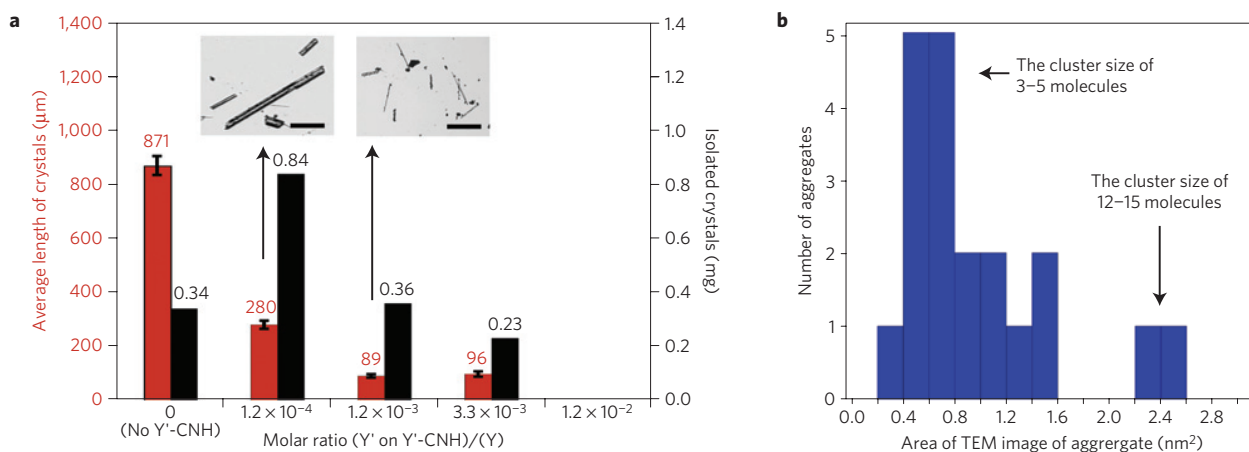 a
1,400
1,200
1,000
800
600
400
200
0
Average length of crystals (μm)
871
0.34
280
0.84
89
0.36
96
0.23
1.4
1.2
1.0
0.8
0.6
0.4
0.2
0.0
Isolated crystals (mg)
0
(No Y'-CNH)
1.2 × 10⁻⁴
1.2 × 10⁻³
3.3 × 10⁻³
1.2 × 10⁻²
Molar ratio (Y' on Y'-CNH)/(Y)
b
5
4
3
2
1
0
Number of aggregates
The cluster size of
3–5 molecules
The cluster size of
12–15 molecules
0.0
0.4
0.8
1.2
1.6
2.0
2.4
2.8
Area of TEM image of aggrergate (nm²)